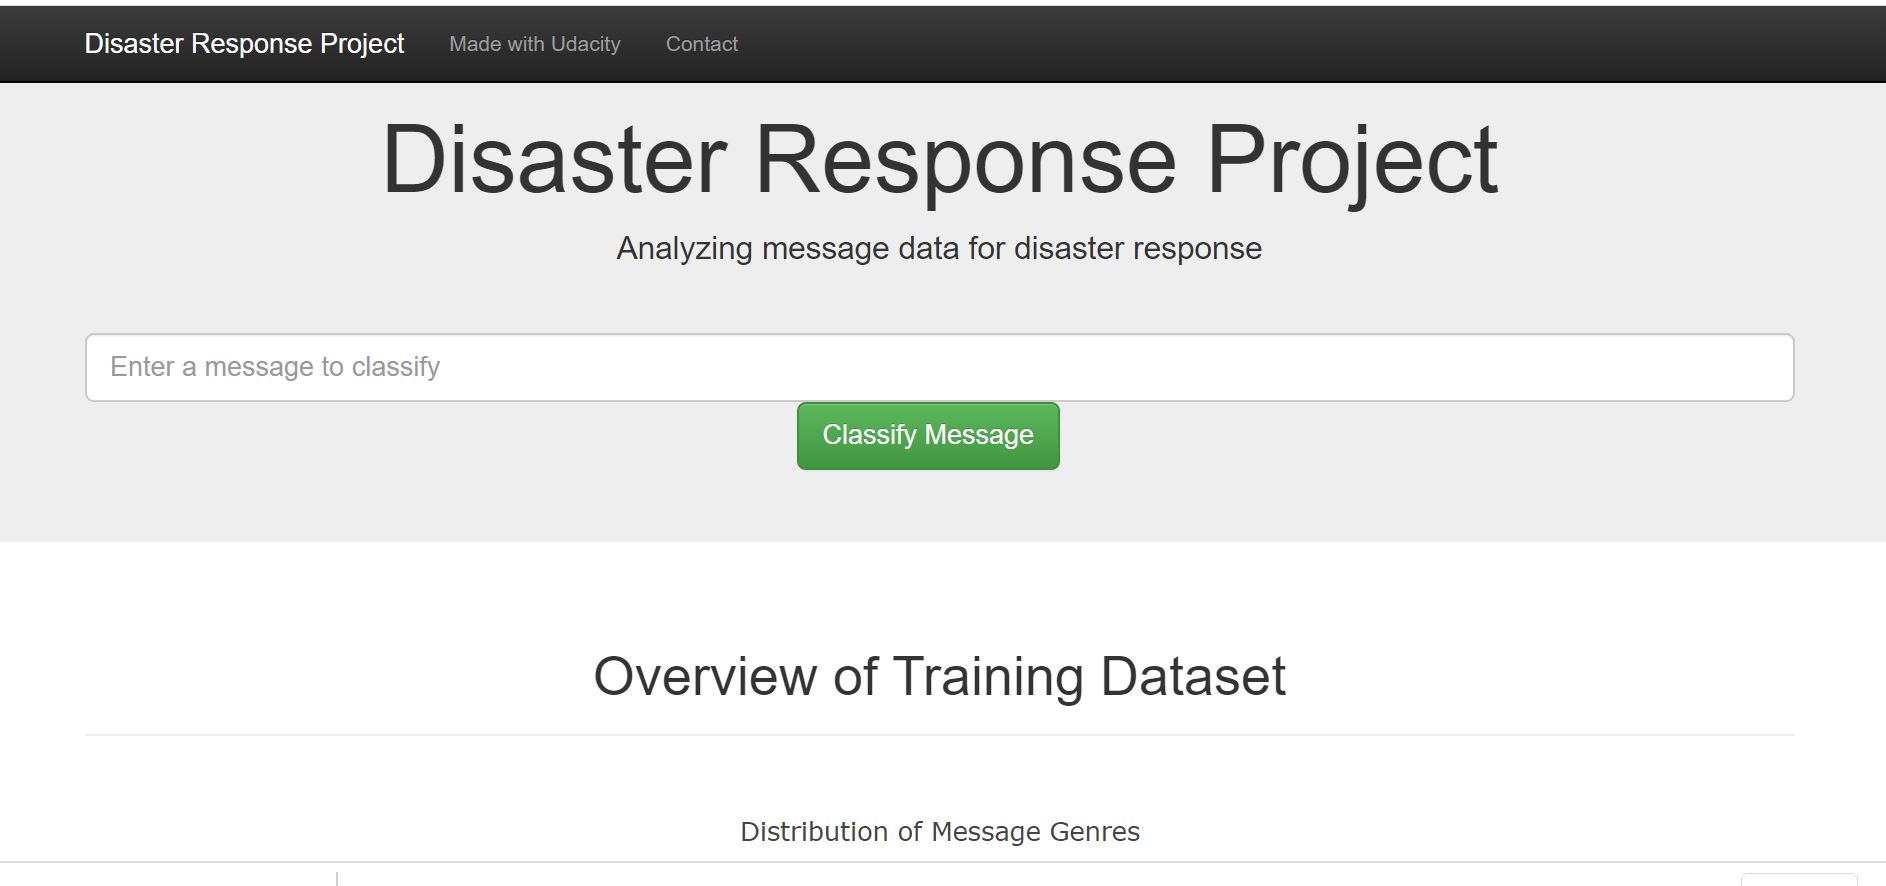 Disaster Response Project Made with Udacity Contact
Disaster Response Project
Analyzing message data for disaster response
Enter a message to classify
Classify Message
Overview of Training Dataset
Distribution of Message Genres